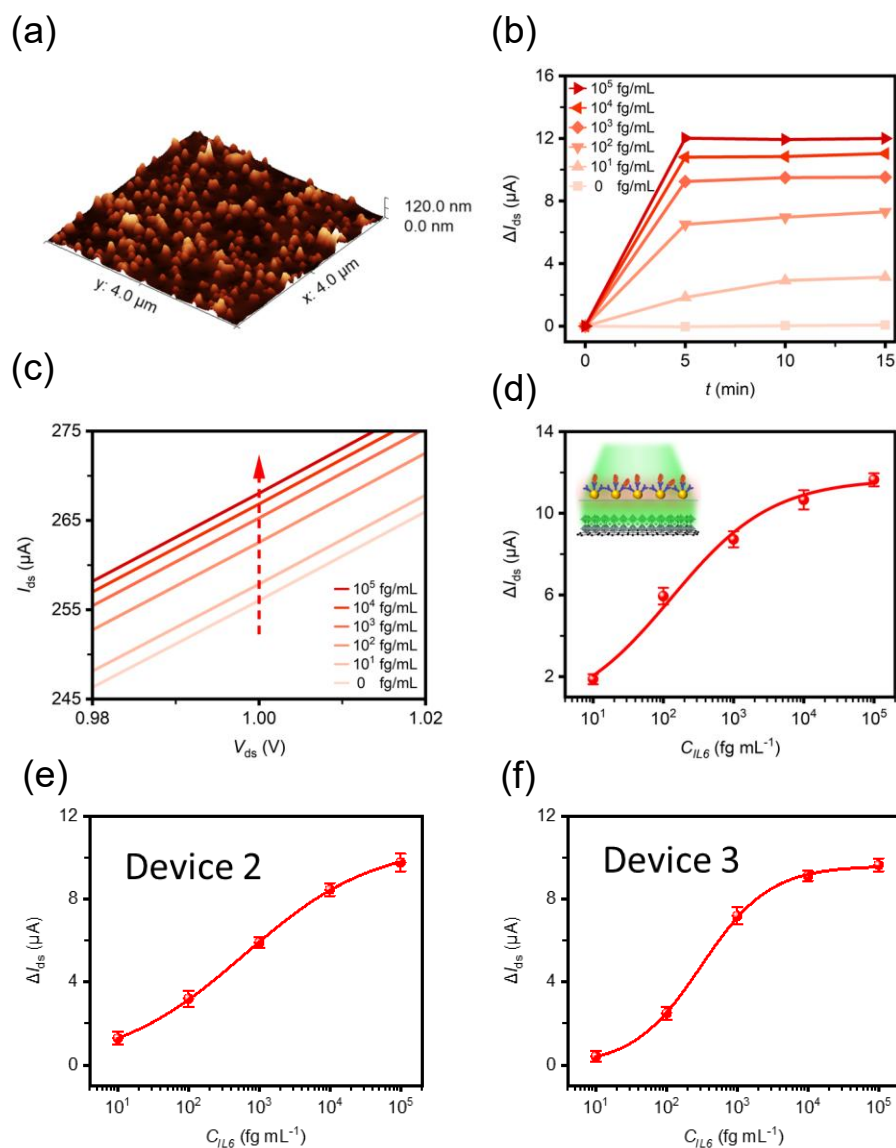 (a)
120.0 nm
0.0 nm
y: 4.0 µm
x: 4.0 µm
(b)
16
12
8
4
0
ΔIds (µA)
10⁵ fg/mL
10⁴ fg/mL
10³ fg/mL
10² fg/mL
10¹ fg/mL
0 fg/mL
0 5 10 15
t (min)
(c)
275
265
255
245
Ids (µA)
10⁵ fg/mL
10⁴ fg/mL
10³ fg/mL
10² fg/mL
10¹ fg/mL
0 fg/mL
0.98 1.00 1.02
Vds (V)
(d)
14
10
6
2
ΔIds (µA)
10¹ 10² 10³ 10⁴ 10⁵
CIL6 (fg mL⁻¹)
(e)
12
8
4
0
ΔIds (µA)
Device 2
10¹ 10² 10³ 10⁴ 10⁵
CIL6 (fg mL⁻¹)
(f)
12
8
4
0
ΔIds (µA)
Device 3
10¹ 10² 10³ 10⁴ 10⁵
CIL6 (fg mL⁻¹)